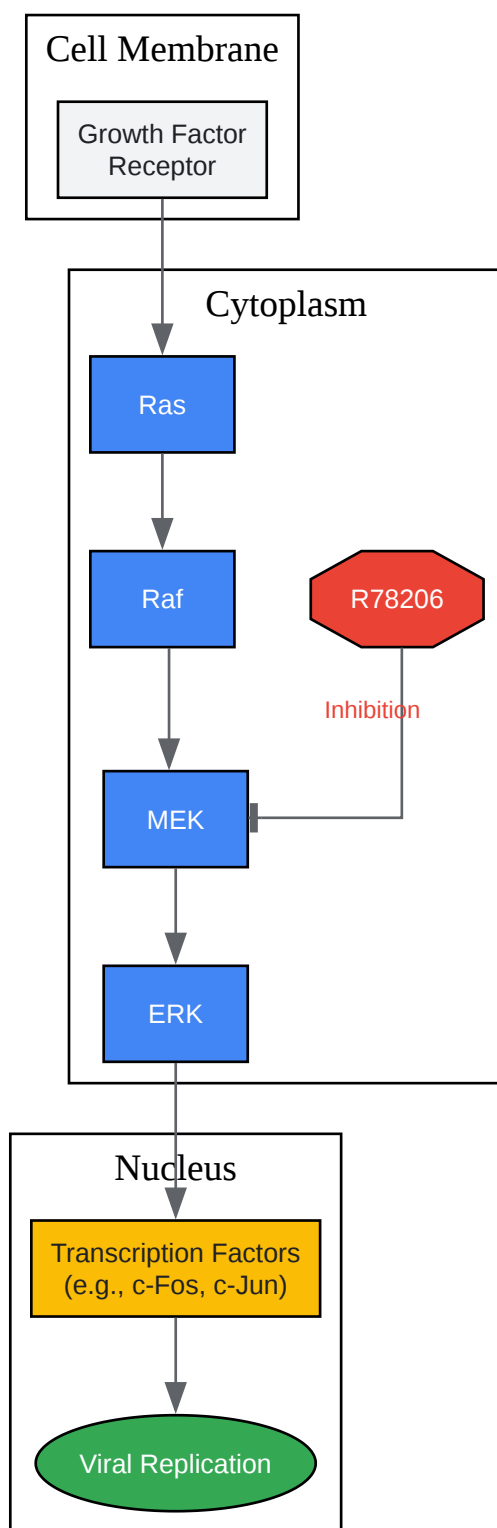 Cell Membrane
Growth Factor
Receptor
Cytoplasm
Ras
Raf
R78206
Inhibition
MEK
ERK
Nucleus
Transcription Factors
(e.g., c-Fos, c-Jun)
Viral Replication